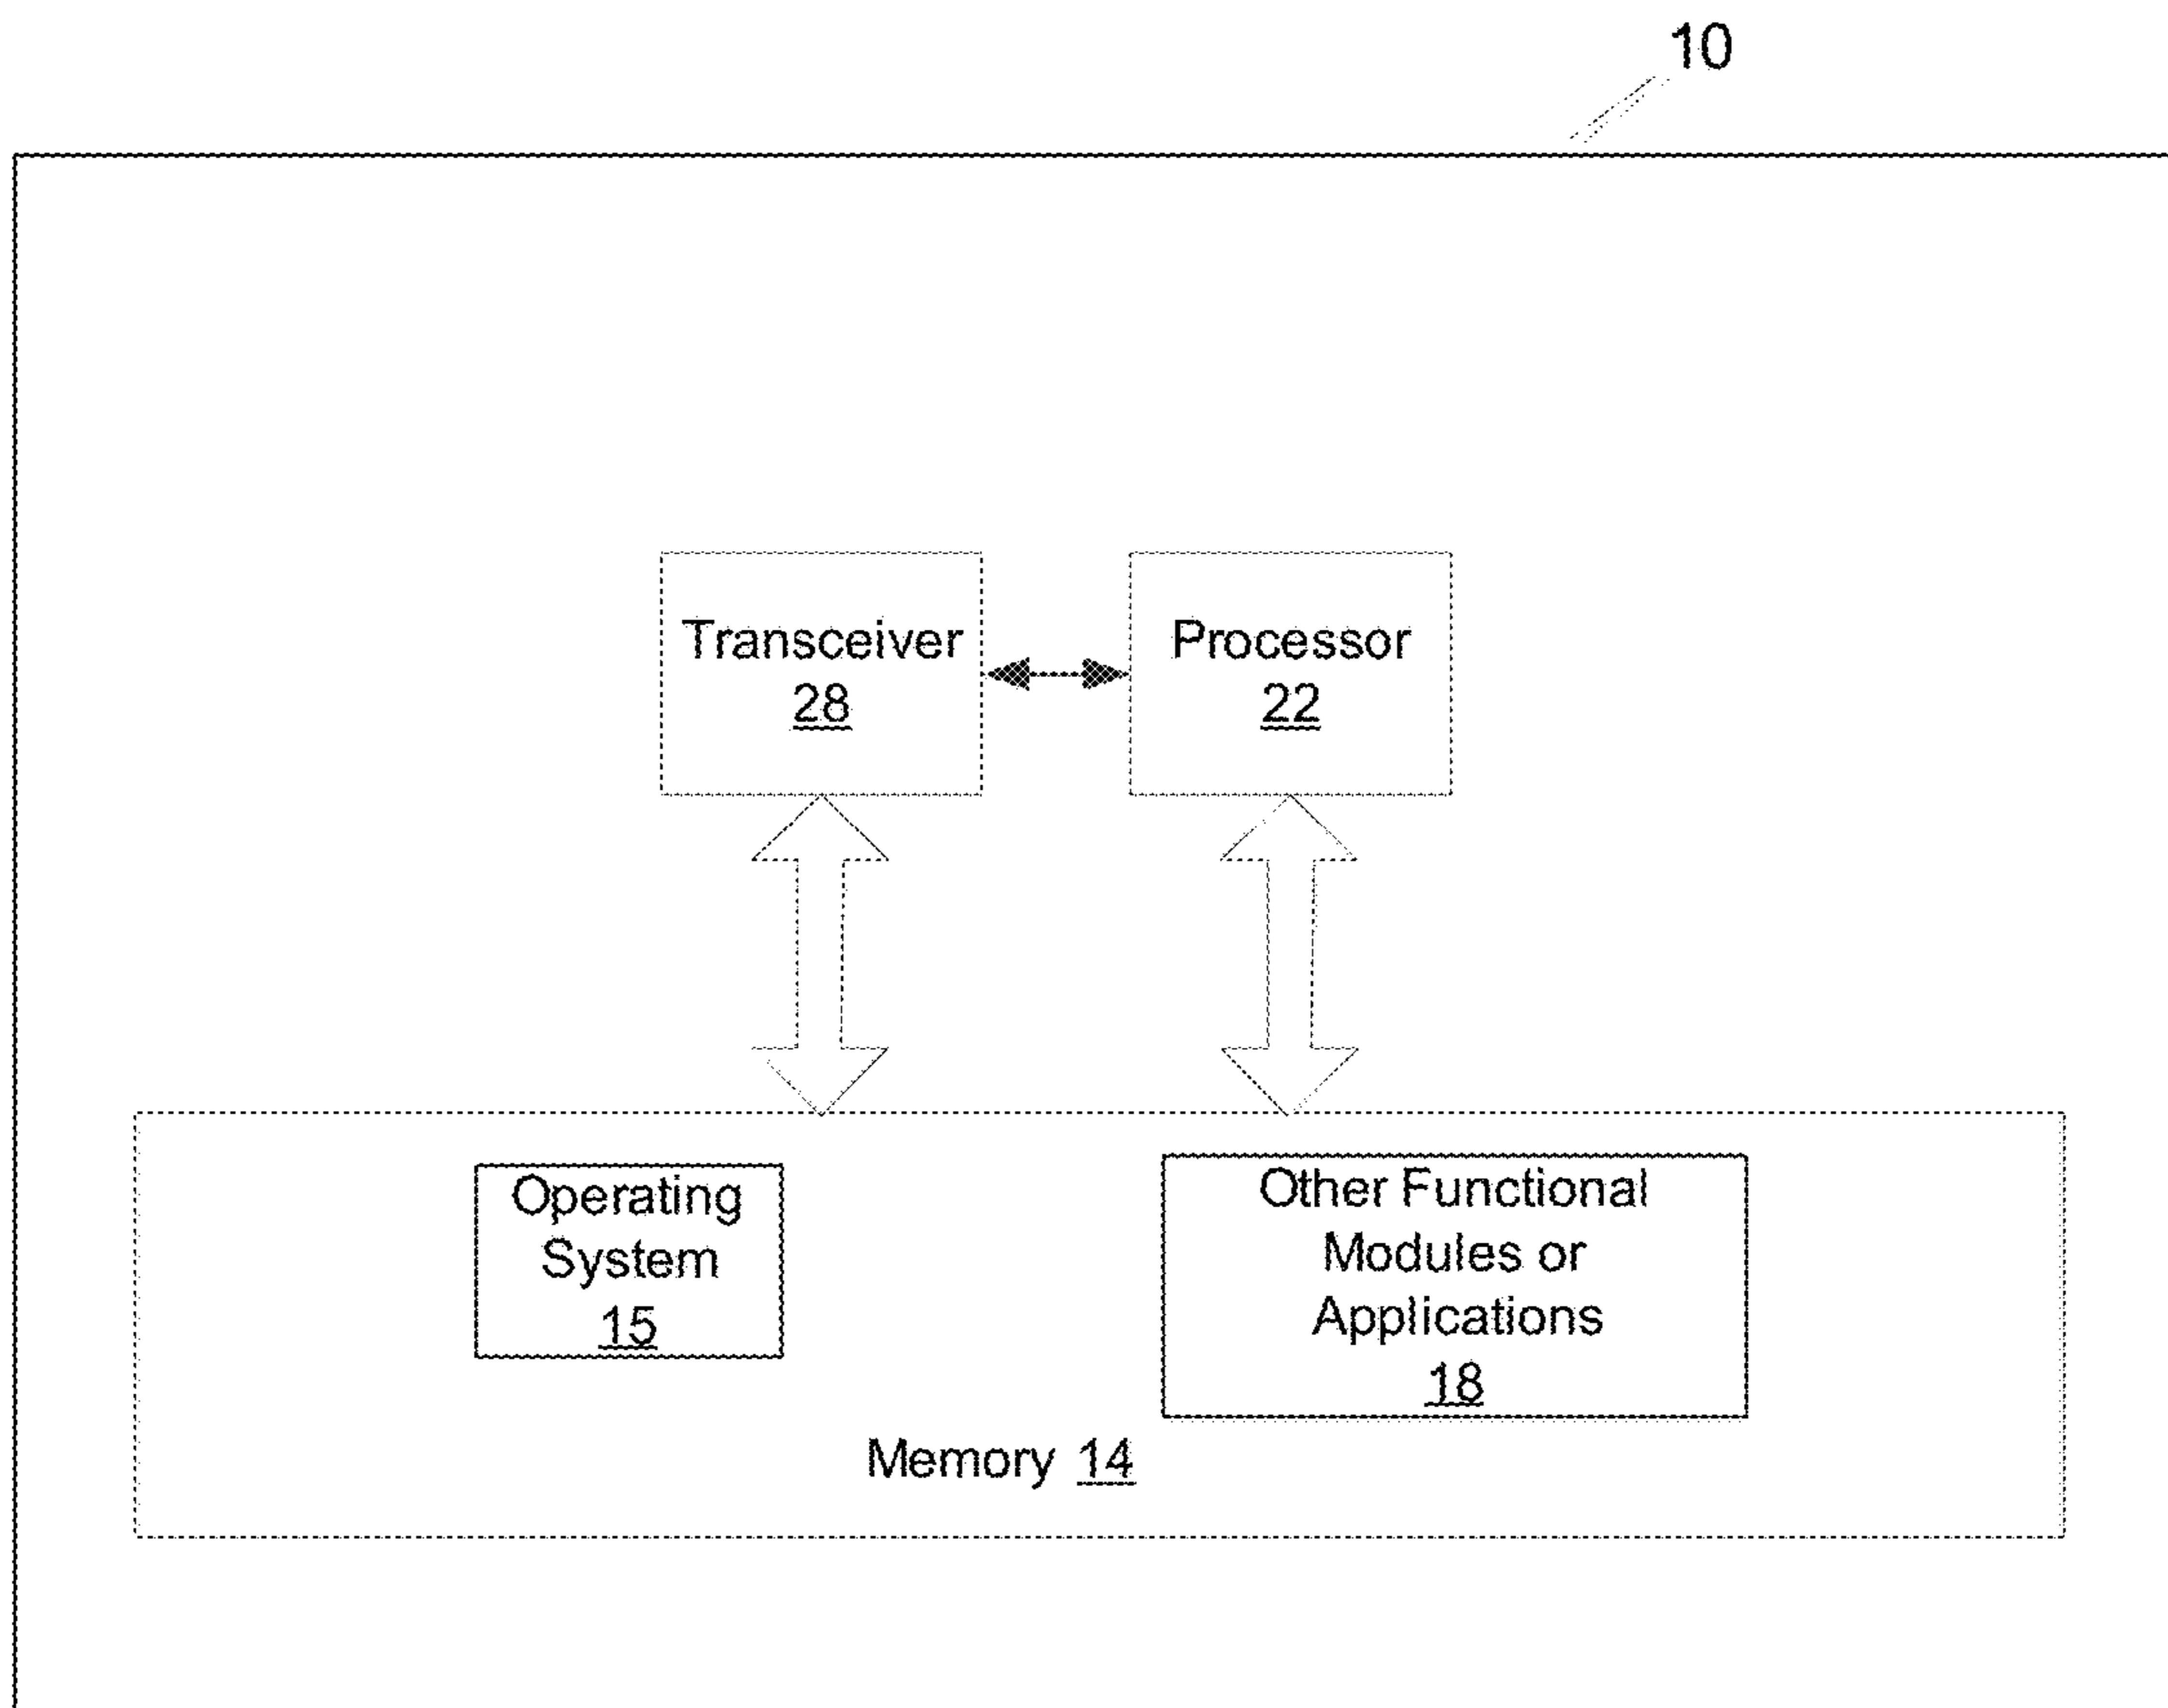 10
Transceiver
28
Processor
22
Operating
System
15
Other Functional
Modules or
Applications
18
Memory 14